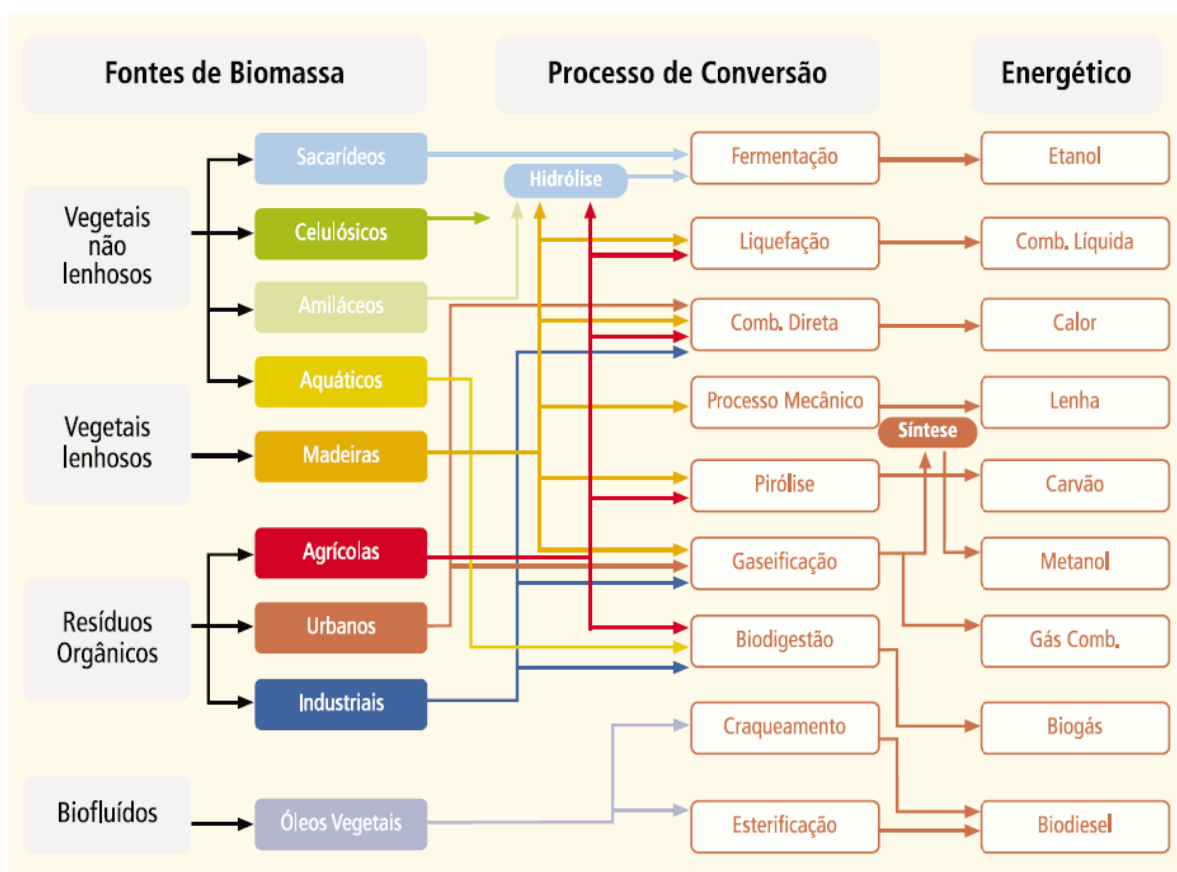 Fontes de Biomassa
Processo de Conversão
Energético
Sacarídeos
Fermentação
Etanol
Hidrólise
Vegetais
não
lenhosos
Celulósicos
Liquefação
Comb. Líquida
Amiláceos
Comb. Direta
Calor
Aquáticos
Processo Mecânico
Lenha
Síntese
Vegetais
lenhosos
Madeiras
Pirólise
Carvão
Agrícolas
Gaseificação
Metanol
Resíduos
Orgânicos
Urbanos
Biodigestão
Gás Comb.
Industriais
Craqueamento
Biogás
Biofluídos
Óleos Vegetais
Esterificação
Biodiesel